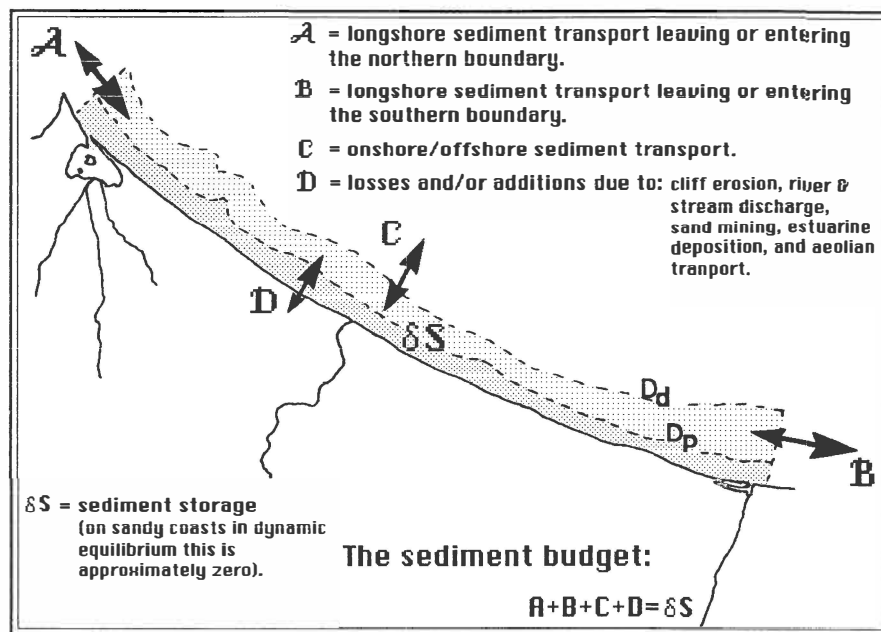 A
A = longshore sediment transport leaving or entering
the northern boundary.
B = longshore sediment transport leaving or entering
the southern boundary.
C = onshore/offshore sediment transport.
D = losses and/or additions due to: cliff erosion, river &
stream discharge,
sand mining, estuarine
deposition, and aeolian
tranport.
C
D
δS
Dd
Dp
B
δS = sediment storage
(on sandy coasts in dynamic
equilibrium this is
approximately zero).
The sediment budget:
A+B+C+D=δS